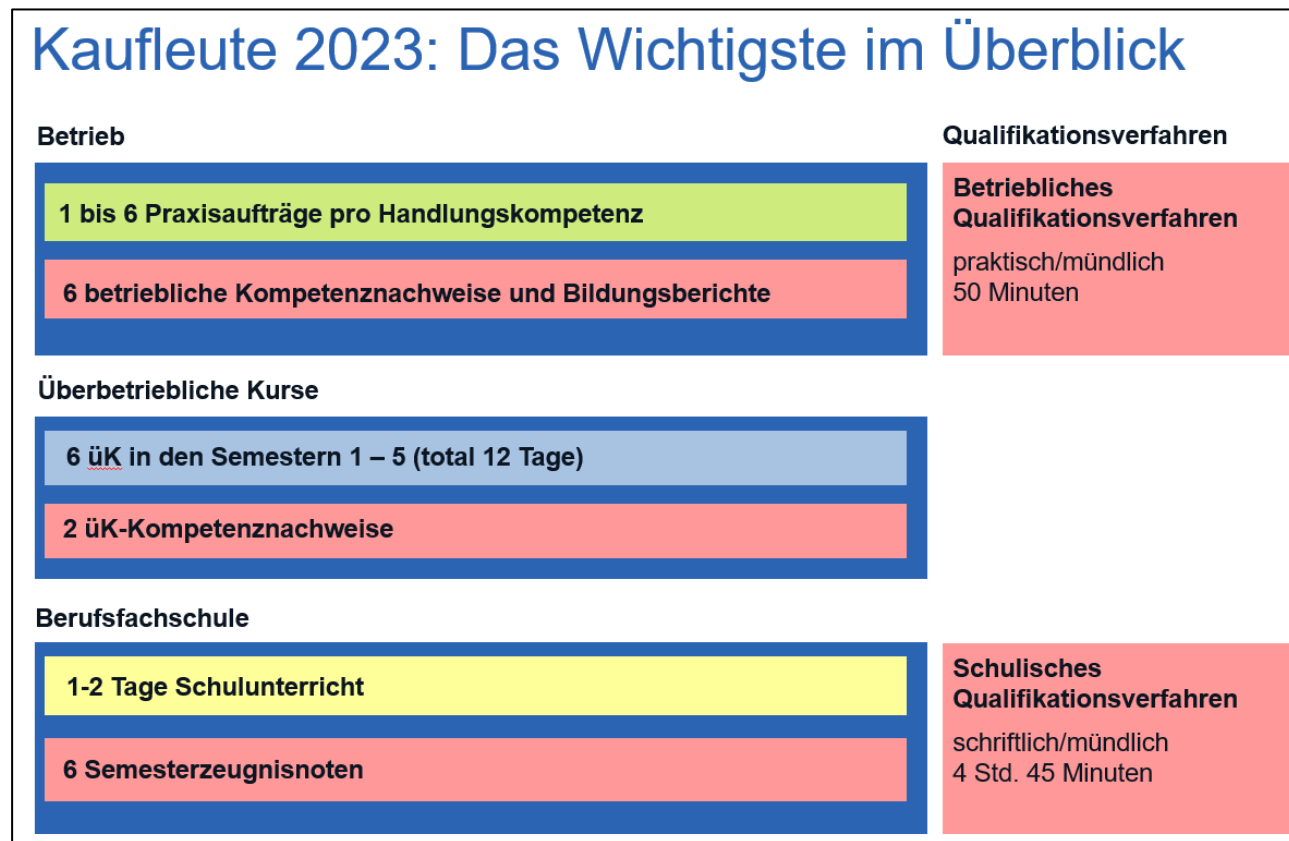 Kaufleute 2023: Das Wichtigste im Überblick
Betrieb
1 bis 6 Praxisaufträge pro Handlungskompetenz
6 betriebliche Kompetenznachweise und Bildungsberichte
Qualifikationsverfahren
Betriebliches
Qualifikationsverfahren
praktisch/mündlich
50 Minuten
Überbetriebliche Kurse
6 üK in den Semestern 1 – 5 (total 12 Tage)
2 üK-Kompetenznachweise
Berufsfachschule
1-2 Tage Schulunterricht
6 Semesterzeugnisnoten
Schulisches
Qualifikationsverfahren
schriftlich/mündlich
4 Std. 45 Minuten